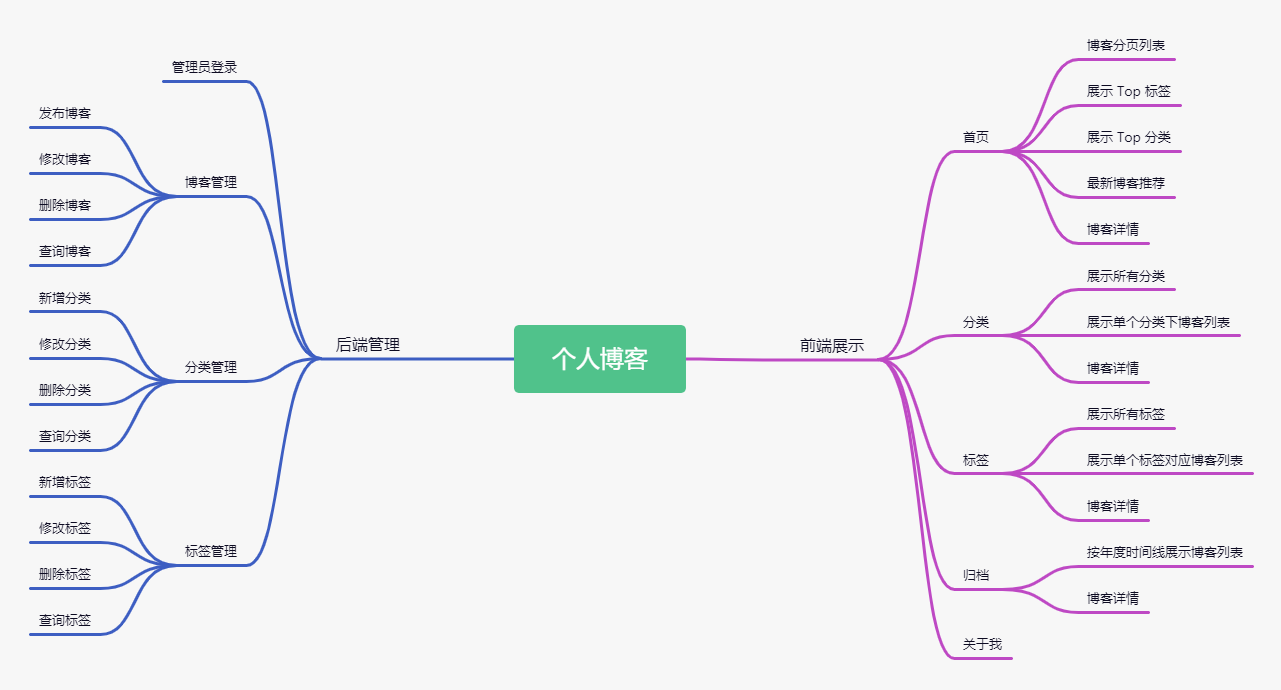 个人博客
后端管理
管理员登录
博客管理
发布博客
修改博客
删除博客
查询博客
分类管理
新增分类
修改分类
删除分类
查询分类
标签管理
新增标签
修改标签
删除标签
查询标签
前端展示
首页
博客分页列表
展示 Top 标签
展示 Top 分类
最新博客推荐
博客详情
分类
展示所有分类
展示单个分类下博客列表
博客详情
标签
展示所有标签
展示单个标签对应博客列表
博客详情
归档
按年度时间线展示博客列表
博客详情
关于我